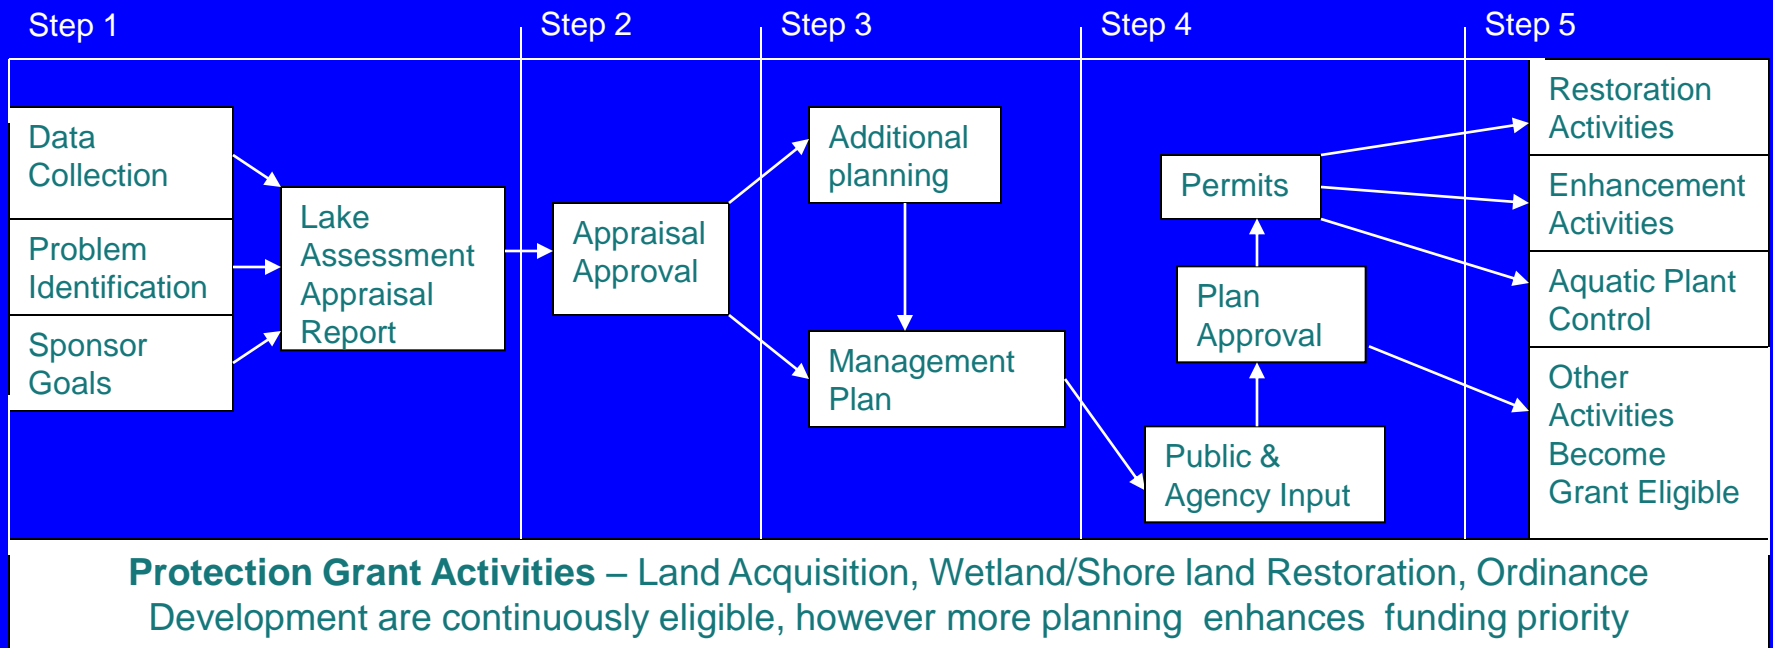 Step 1
Step 2
Step 3
Step 4
Step 5
Data
Collection
Problem
Identification
Sponsor
Goals
Lake
Assessment
Appraisal
Report
Appraisal
Approval
Additional
planning
Management
Plan
Permits
Plan
Approval
Public &
Agency Input
Restoration
Activities
Enhancement
Activities
Aquatic Plant
Control
Other
Activities
Become
Grant Eligible
Protection Grant Activities – Land Acquisition, Wetland/Shore land Restoration, Ordinance
Development are continuously eligible, however more planning enhances funding priority